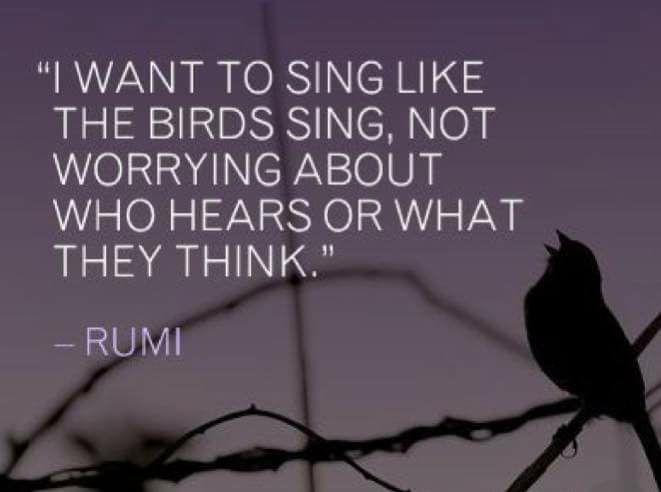 “I WANT TO SING LIKE
THE BIRDS SING, NOT
WORRYING ABOUT
WHO HEARS OR WHAT
THEY THINK.”
– RUMI